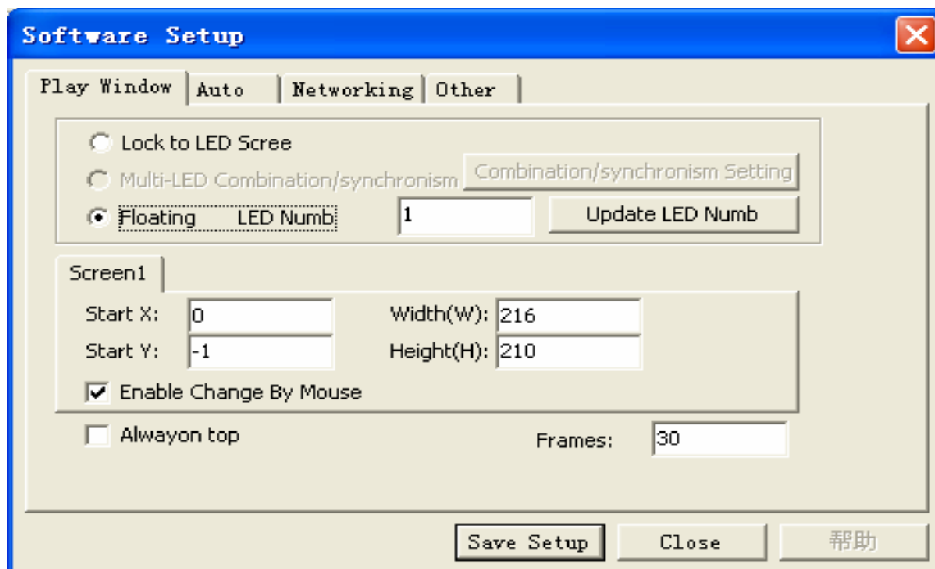 Software Setup
Play Window Auto Networking Other
Lock to LED Scree
Multi-LED Combination/synchronism Combination/synchronism Setting
Floating LED Numb 1 Update LED Numb
Screen1
Start X: 0 Width(W): 216
Start Y: -1 Height(H): 210
Enable Change By Mouse
Alwayon top Frames: 30
Save Setup Close 帮助